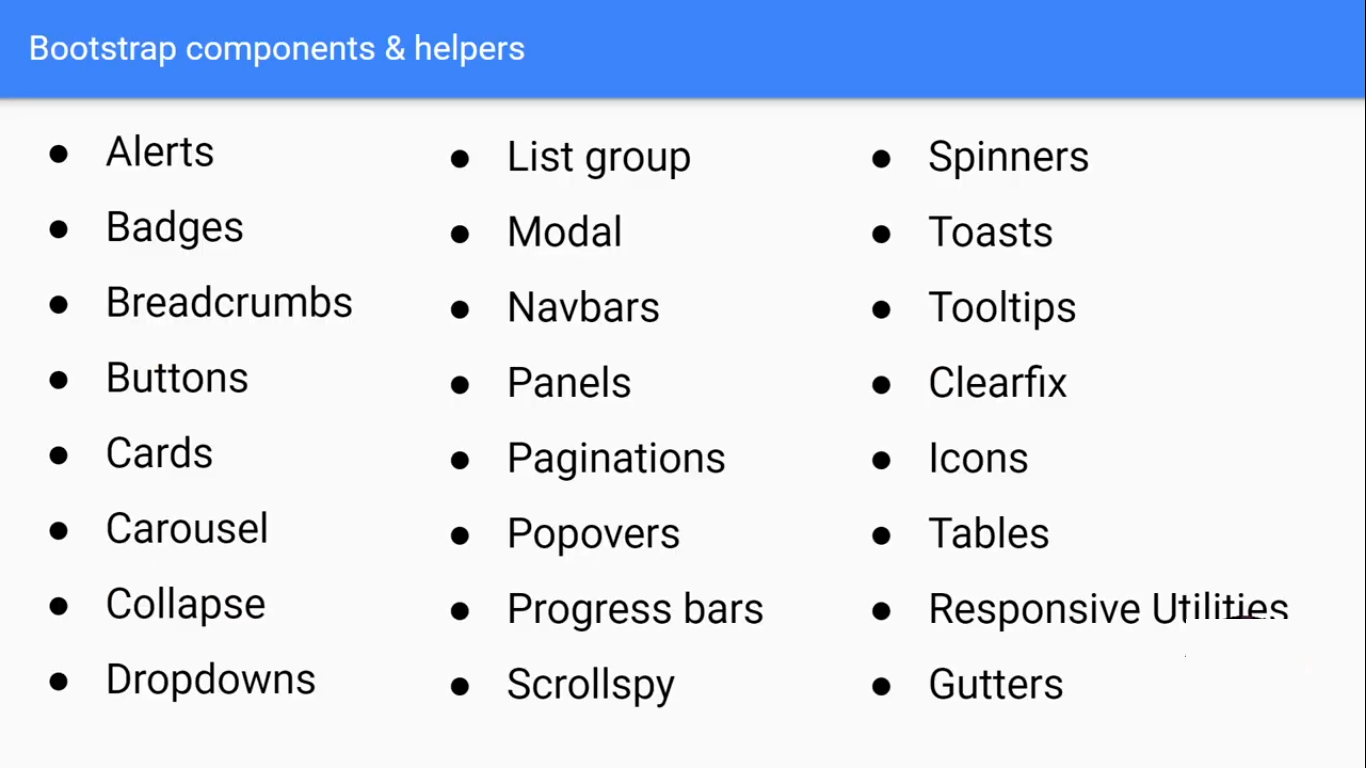 Bootstrap components & helpers
● Alerts
● Badges
● Breadcrumbs
● Buttons
● Cards
● Carousel
● Collapse
● Dropdowns
● List group
● Modal
● Navbars
● Panels
● Paginations
● Popovers
● Progress bars
● Scrollspy
● Spinners
● Toasts
● Tooltips
● Clearfix
● Icons
● Tables
● Responsive Utilities
● Gutters